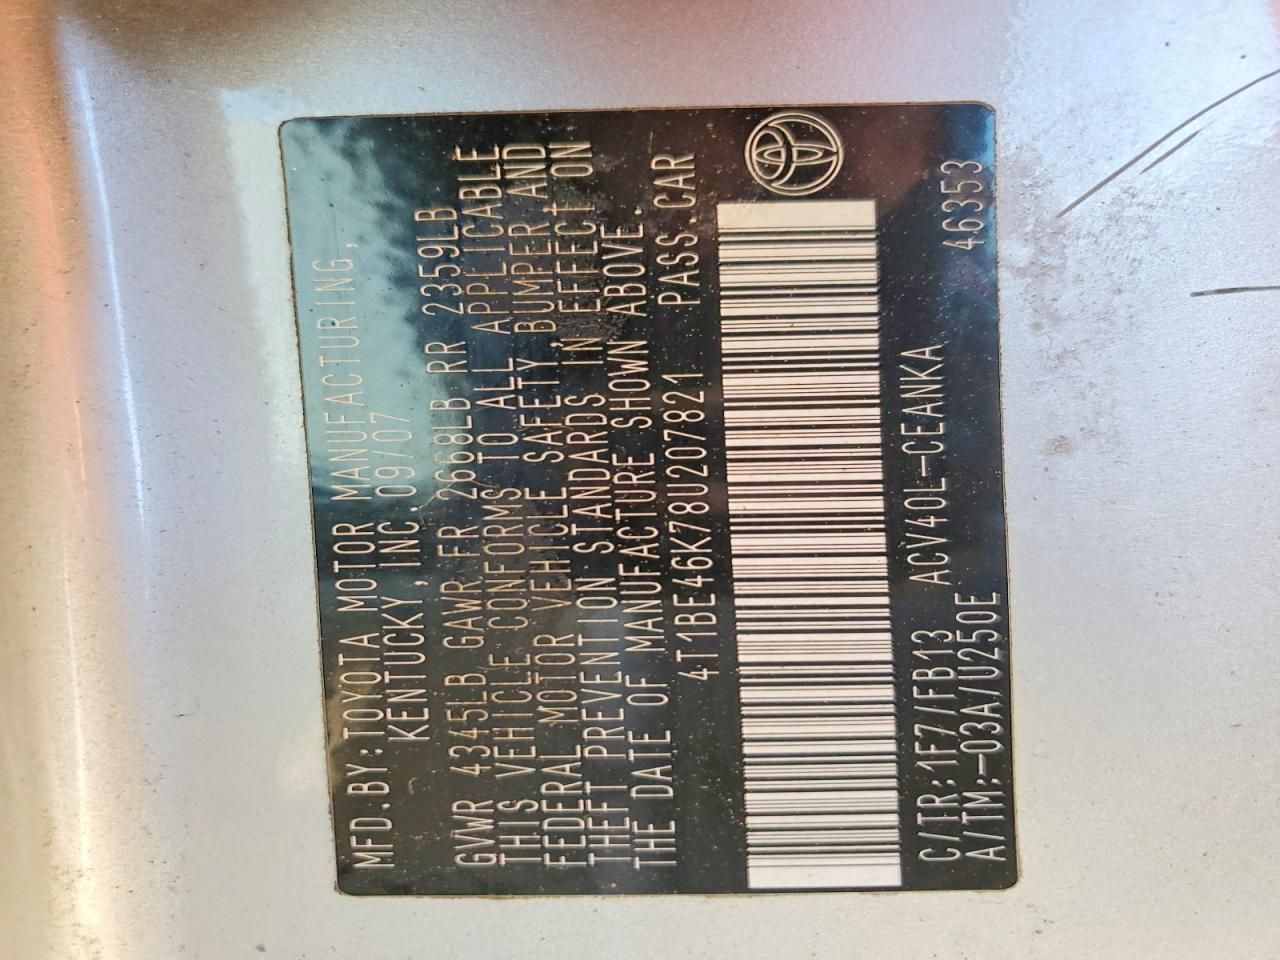 MFD.BY:TOYOTA MOTOR MANUFACTURING,
KENTUCKY, INC. 09/07
GVWR 4345LB GAWR FR 2668LB RR 2359LB
THIS VEHICLE CONFORMS TO ALL APPLICABLE
FEDERAL MOTOR VEHICLE SAFETY, BUMPER AND
THEFT PREVENTION STANDARDS IN EFFECT ON
THE DATE OF MANUFACTURE SHOWN ABOVE.
4T1BE46K78U207821 PASS.CAR
C/TR:1F7/FB13 ACV40L-CEANKA 46353
A/TM:-03A/U250E